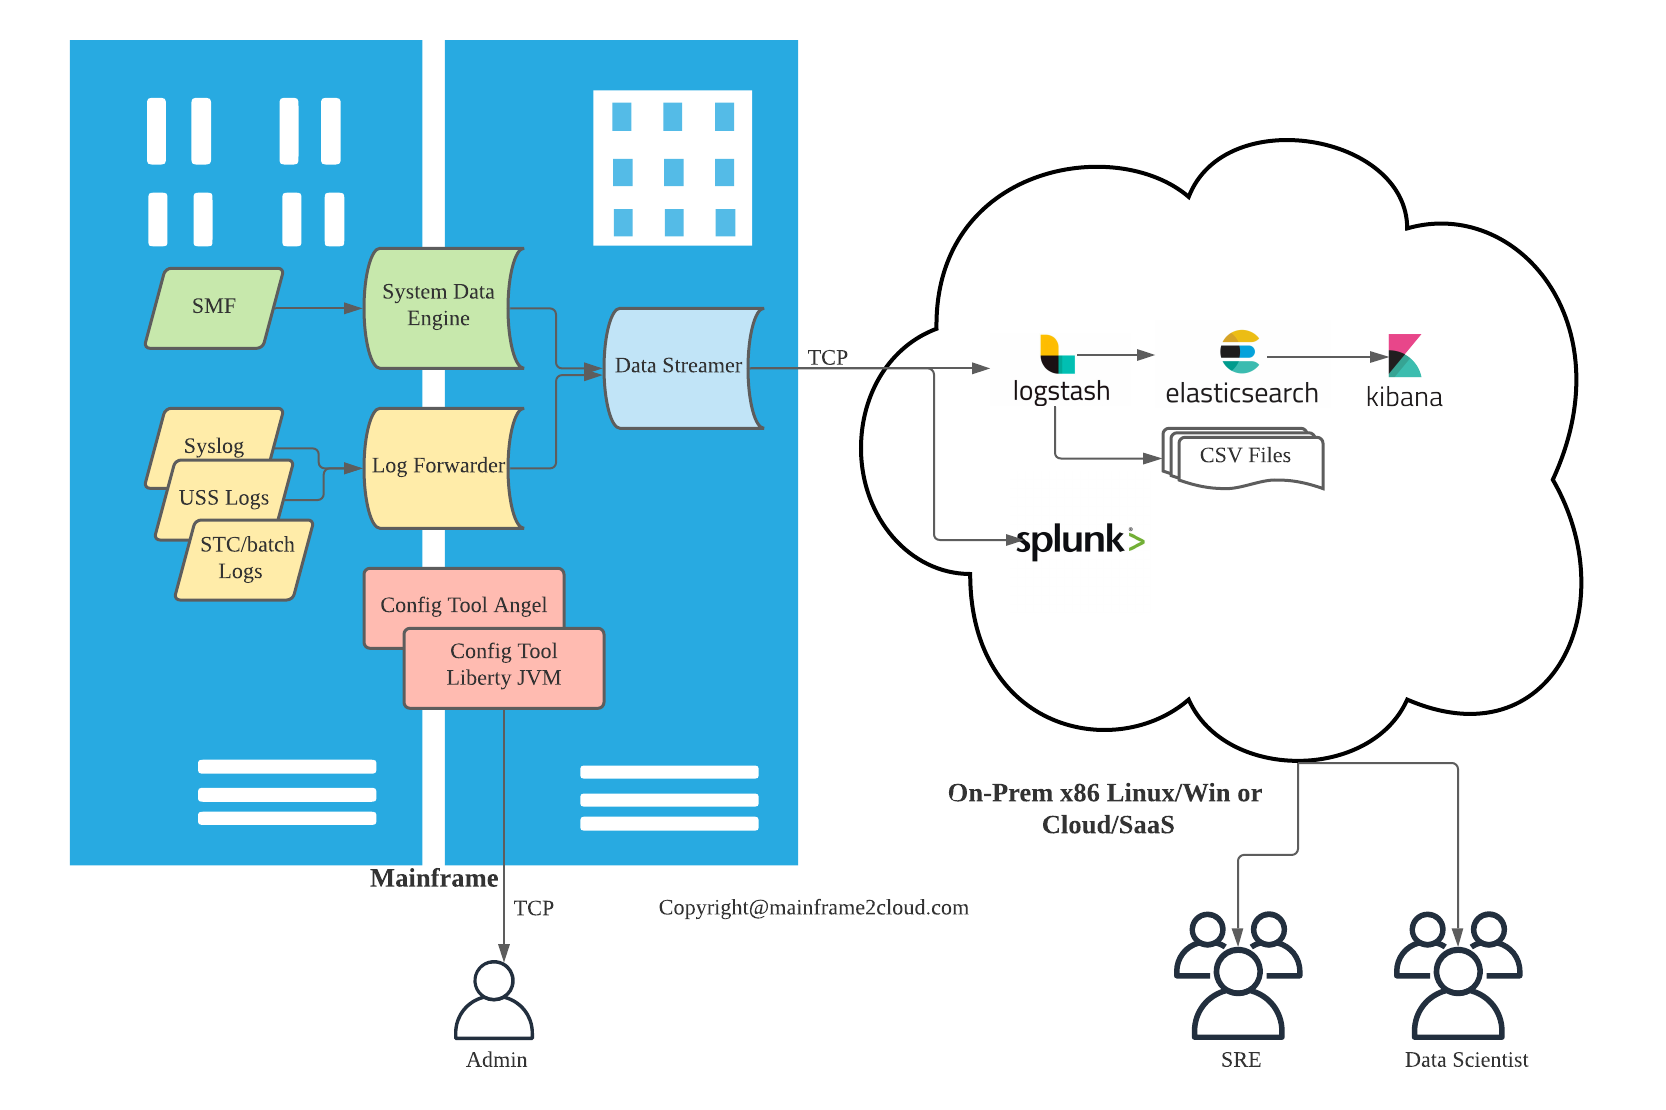 SMF
System Data
Engine
Data Streamer
TCP
logstash
elasticsearch
kibana
Syslog
USS Logs
STC/batch
Logs
Log Forwarder
CSV Files
splunk>
Config Tool Angel
Config Tool
Liberty JVM
On-Prem x86 Linux/Win or
Cloud/SaaS
Mainframe
TCP
Copyright@mainframe2cloud.com
Admin
SRE
Data Scientist